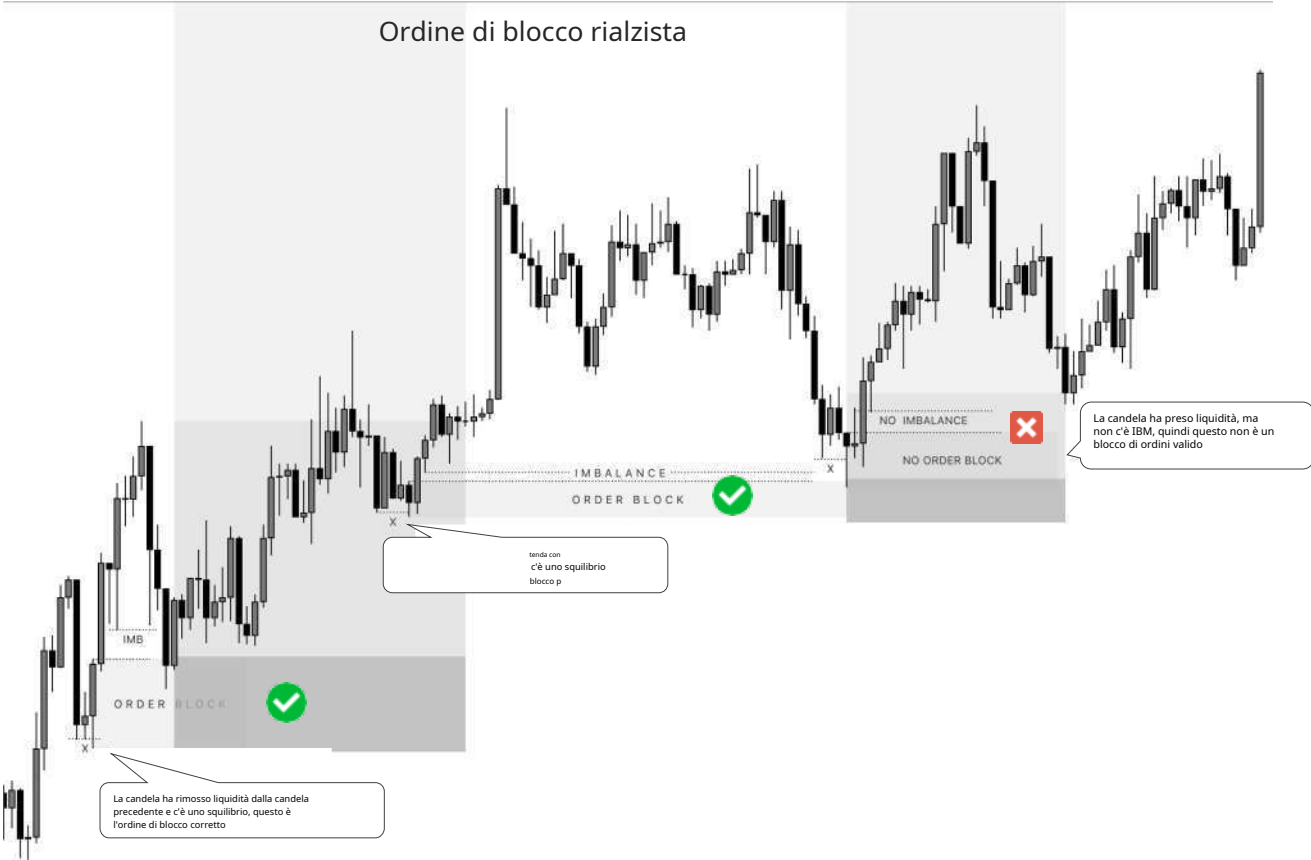 Ordine di blocco rialzista
NO IMBALANCE
La candela ha preso liquidità, ma
non c'è IBM, quindi questo non è un
blocco di ordini valido
NO ORDER BLOCK
X
IMBALANCE
ORDER BLOCK
X
tenda con
c'è uno squilibrio
blocco p
IMB
ORDER BLOCK
X
La candela ha rimosso liquidità dalla candela
precedente e c'è uno squilibrio, questo è
l'ordine di blocco corretto